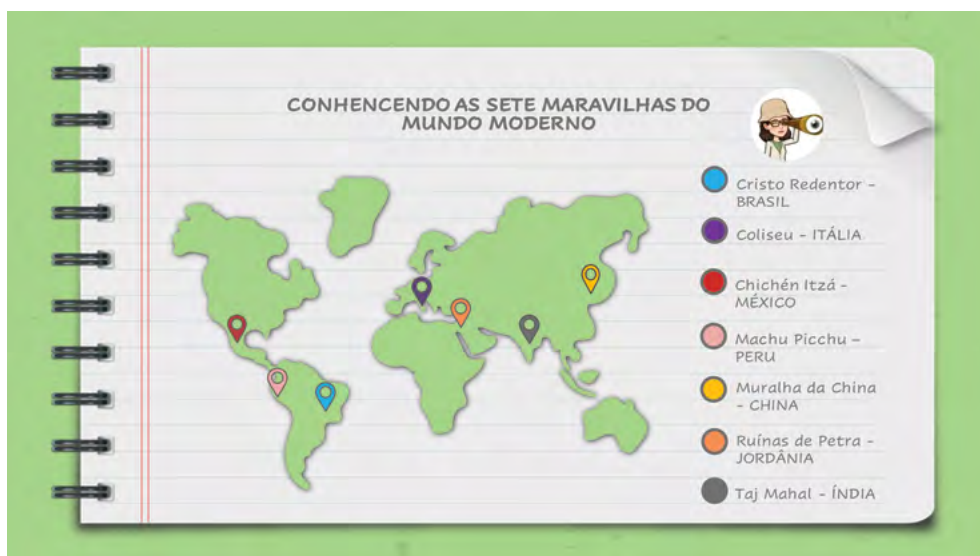 CONHENCENDO AS SETE MARAVILHAS DO
MUNDO MODERNO
Cristo Redentor -
BRASIL
Coliseu - ITÁLIA
Chichén Itzá -
MÉXICO
Machu Picchu –
PERU
Muralha da China
- CHINA
Ruínas de Petra -
JORDÂNIA
Taj Mahal - ÍNDIA